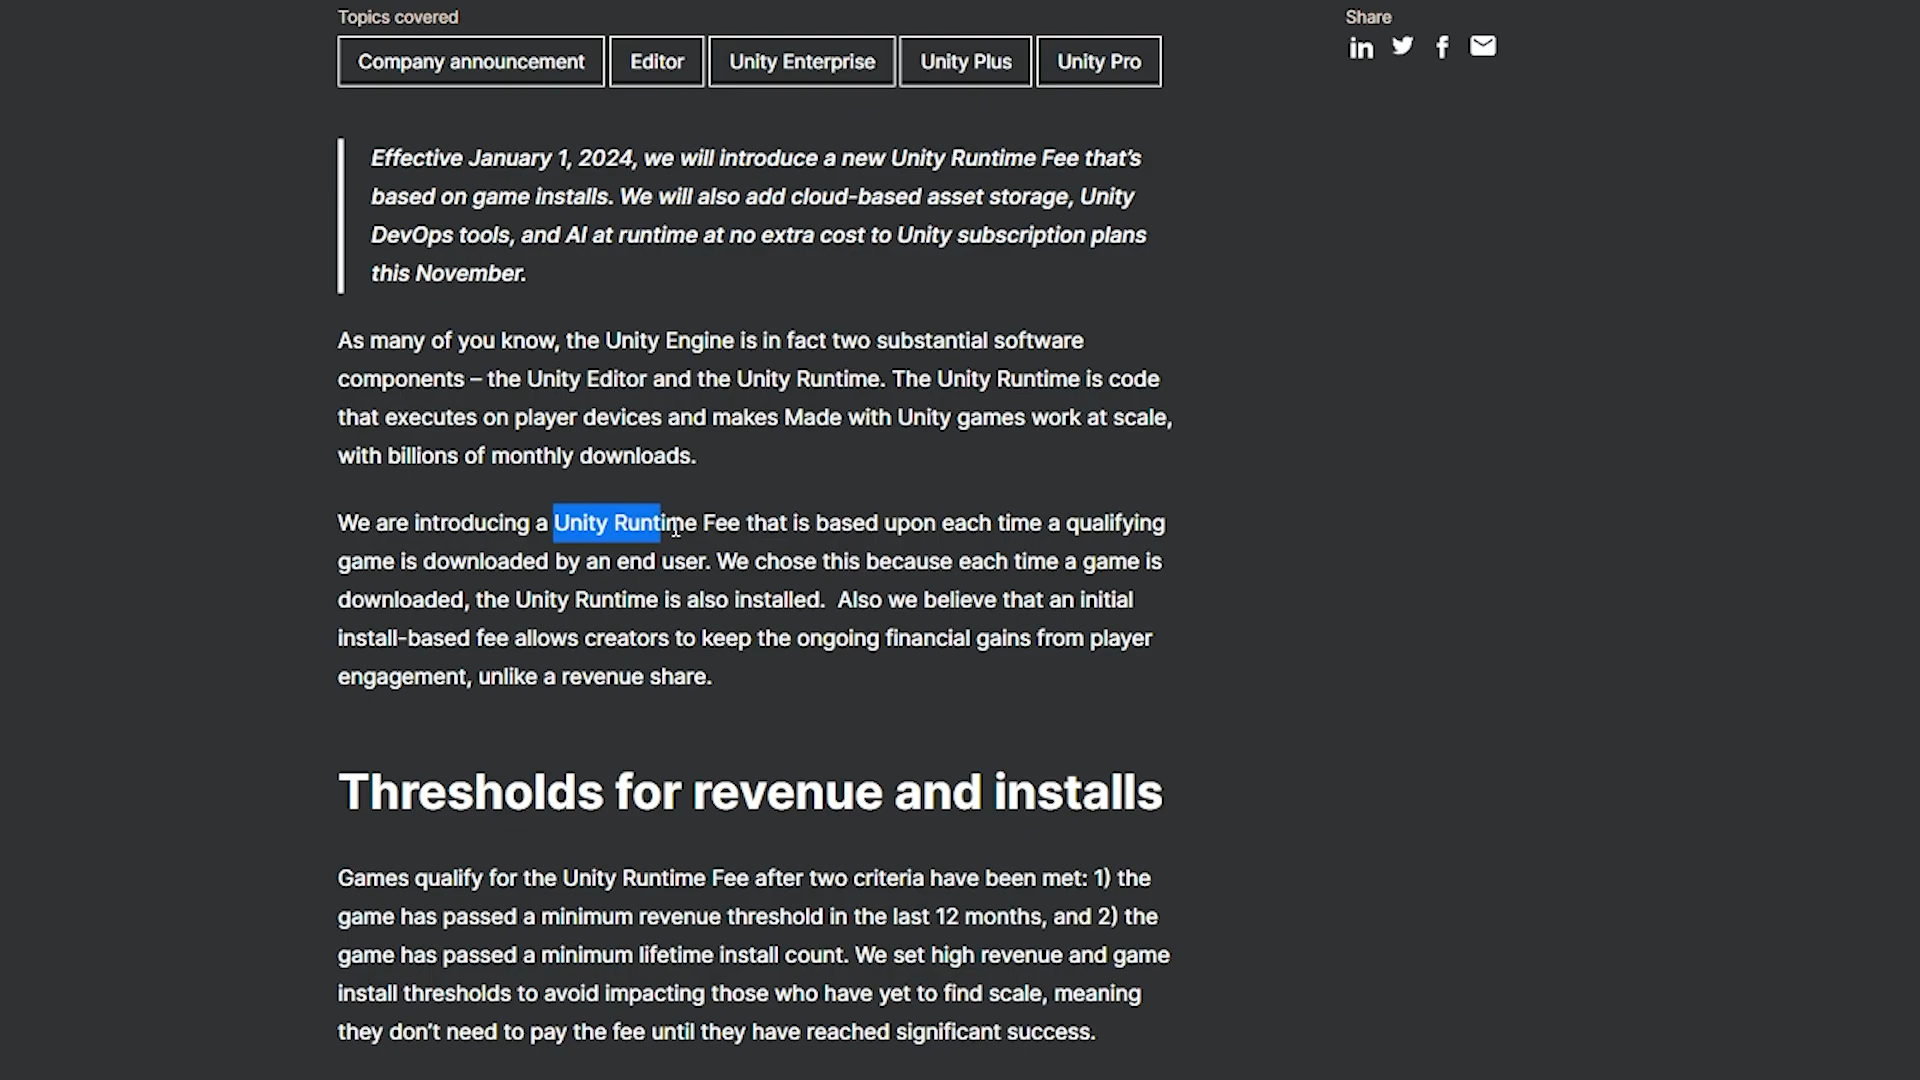 Topics covered
Share
Company announcement
Editor
Unity Enterprise
Unity Plus
Unity Pro
Effective January 1, 2024, we will introduce a new Unity Runtime Fee that's
based on game installs. We will also add cloud-based asset storage, Unity
DevOps tools, and AI at runtime at no extra cost to Unity subscription plans
this November.
As many of you know, the Unity Engine is in fact two substantial software
components – the Unity Editor and the Unity Runtime. The Unity Runtime is code
that executes on player devices and makes Made with Unity games work at scale,
with billions of monthly downloads.
We are introducing a Unity Runtime Fee that is based upon each time a qualifying
game is downloaded by an end user. We chose this because each time a game is
downloaded, the Unity Runtime is also installed.  Also we believe that an initial
install-based fee allows creators to keep the ongoing financial gains from player
engagement, unlike a revenue share.
Thresholds for revenue and installs
Games qualify for the Unity Runtime Fee after two criteria have been met: 1) the
game has passed a minimum revenue threshold in the last 12 months, and 2) the
game has passed a minimum lifetime install count. We set high revenue and game
install thresholds to avoid impacting those who have yet to find scale, meaning
they don't need to pay the fee until they have reached significant success.